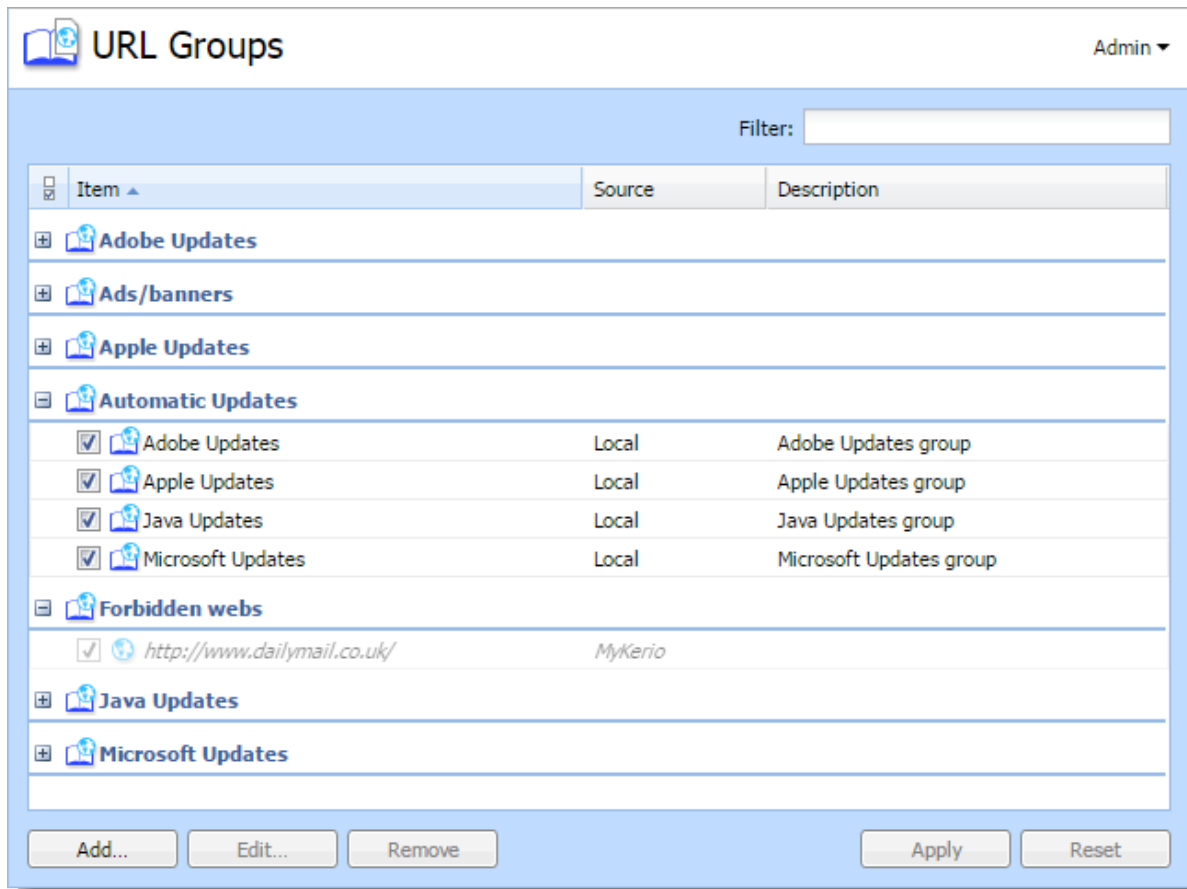 URL Groups
Admin
Filter:
Item Source Description
Adobe Updates
Ads/banners
Apple Updates
Automatic Updates
Adobe Updates Local Adobe Updates group
Apple Updates Local Apple Updates group
Java Updates Local Java Updates group
Microsoft Updates Local Microsoft Updates group
Forbidden webs
http://www.dailymail.co.uk/ MyKerio
Java Updates
Microsoft Updates
Add... Edit... Remove Apply Reset